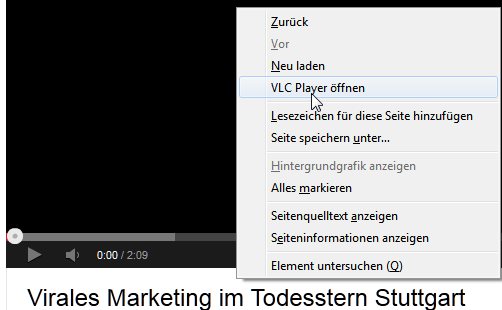 Zurück
Vor
Neu laden
VLC Player öffnen
Lesezeichen für diese Seite hinzufügen
Seite speichern unter...
Hintergrundgrafik anzeigen
Alles markieren
Seitenquelltext anzeigen
Seiteninformationen anzeigen
Element untersuchen (Q)
0:00 / 2:09
Virales Marketing im Todesstern Stuttgart